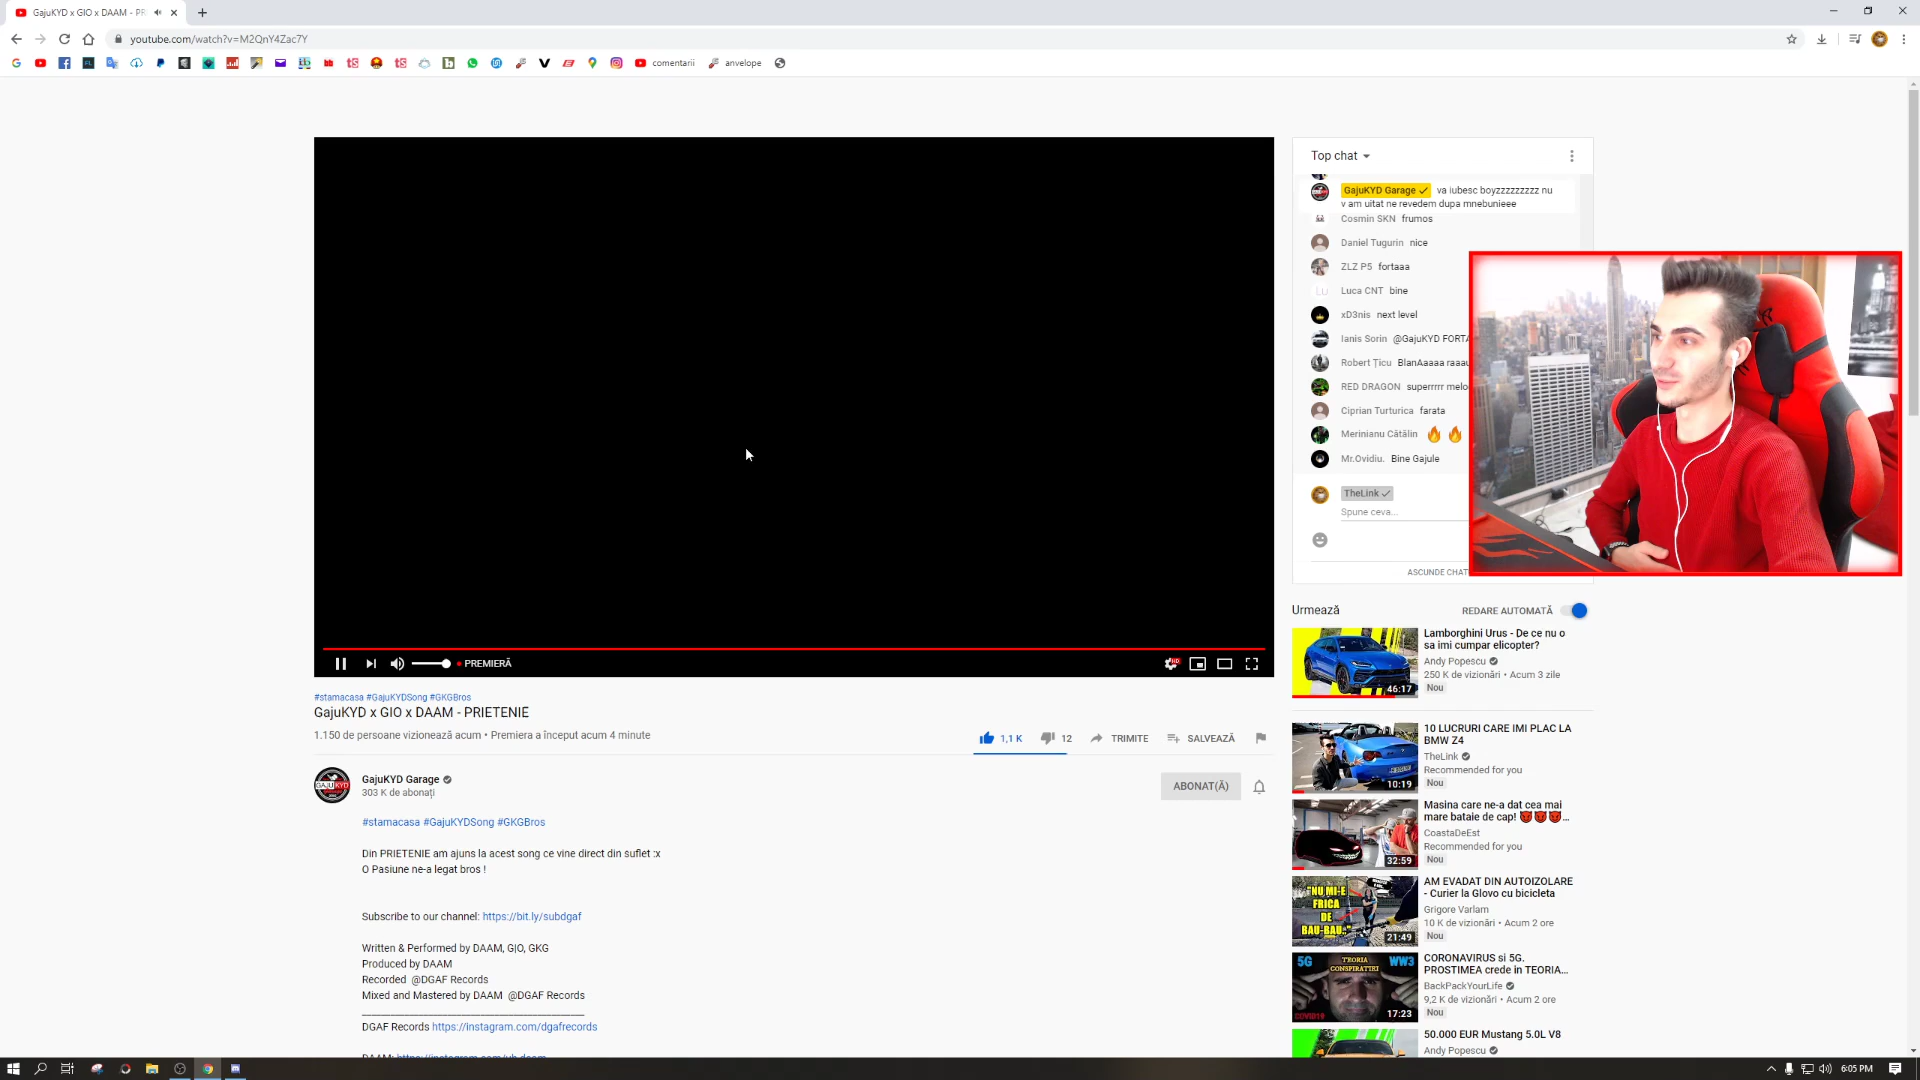 GajuKYD x GIO x DAAM - PR
youtube.com/watch?v=M2QnY4Zac7Y
comentarii
anvelope
PREMIERĂ
#stamacasa #GajuKYDSong #GKGBros
GajuKYD x GIO x DAAM - PRIETENIE
1.150 de persoane vizionează acum • Premiera a început acum 4 minute
1,1 K
12
TRIMITE
SALVEAZĂ
GajuKYD Garage
303 K de abonați
ABONAT(Ă)
#stamacasa #GajuKYDSong #GKGBros
Din PRIETENIE am ajuns la acest song ce vine direct din suflet :x
O Pasiune ne-a legat bros !
Subscribe to our channel: https://bit.ly/subdgaf
Written & Performed by DAAM, G|O, GKG
Produced by DAAM
Recorded @DGAF Records
Mixed and Mastered by DAAM @DGAF Records
DGAF Records https://instagram.com/dgafrecords
Top chat
GajuKYD Garage va iubesc boyzzzzzzzzz nu
v am uitat ne revedem dupa mnebunieee
Cosmin SKN frumos
Daniel Tugurin nice
ZLZ P5 fortaaa
Luca CNT bine
xD3nis next level
Ianis Sorin @GajuKYD FORTA
Robert Țicu BlanAaaaa raaau
RED DRAGON superrrrr melo
Ciprian Turturica farata
Merinianu Cătălin
Mr.Ovidiu. Bine Gajule
TheLink
Spune ceva...
ASCUNDE CHAT
Urmează
REDARE AUTOMATĂ
46:17
Lamborghini Urus - De ce nu o
sa imi cumpar elicopter?
Andy Popescu
250 K de vizionări • Acum 3 zile
Nou
10:19
10 LUCRURI CARE IMI PLAC LA
BMW Z4
TheLink
Recommended for you
Nou
32:59
Masina care ne-a dat cea mai
mare bataie de cap! 😈😈😈...
CoastaDeEst
Recommended for you
Nou
"NU MI-E
FRICA
DE
BAU-BAU."
21:49
AM EVADAT DIN AUTOIZOLARE
- Curier la Glovo cu bicicleta
Grigore Varlam
10 K de vizionări • Acum 2 ore
Nou
5G
TEORIA
CONSPIRATIEI
WW3
COVID19
17:23
CORONAVIRUS si 5G.
PROSTIMEA crede in TEORIA...
BackPackYourLife
9,2 K de vizionări • Acum 2 ore
Nou
50.000 EUR Mustang 5.0L V8
Andy Popescu
6:05 PM